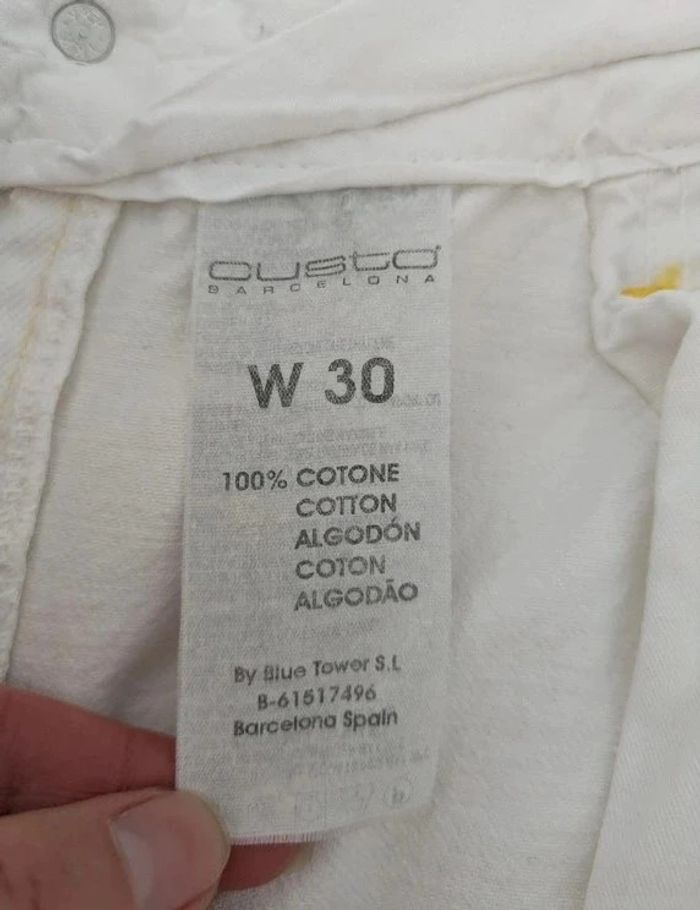 custo®
BARCELONA
W 30
100% COTONE
COTTON
ALGODÓN
COTON
ALGODÃO
By Blue Tower S.L
B-61517496
Barcelona Spain